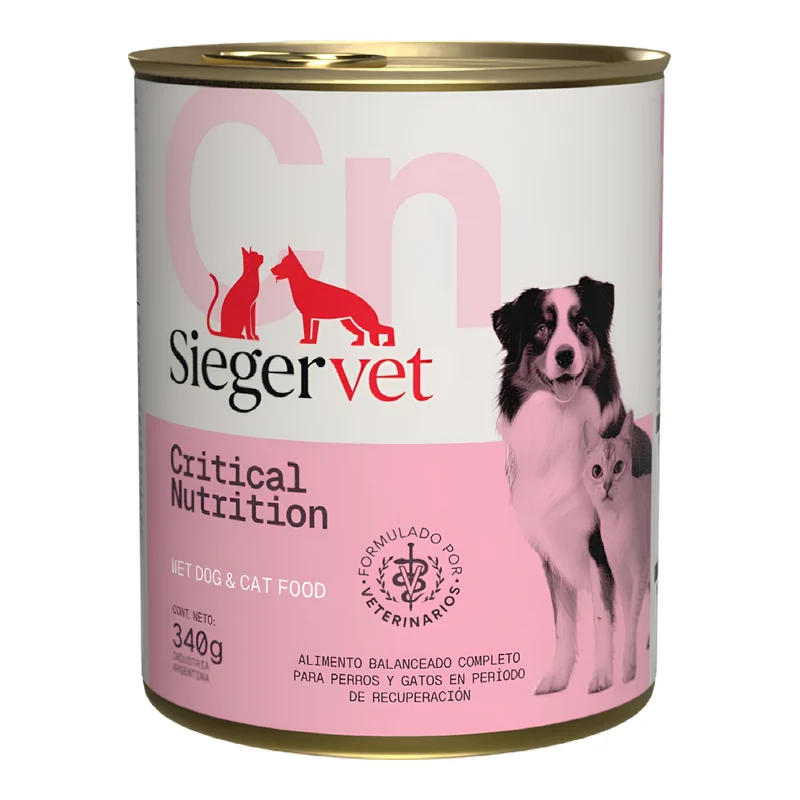 Cn
Siegervet
Critical
Nutrition
WET DOG & CAT FOOD
FORMULADO POR
VETERINARIOS
CONT. NETO:
340g
INDUSTRIA
ARGENTINA
ALIMENTO BALANCEADO COMPLETO
PARA PERROS Y GATOS EN PERÍODO
DE RECUPERACIÓN